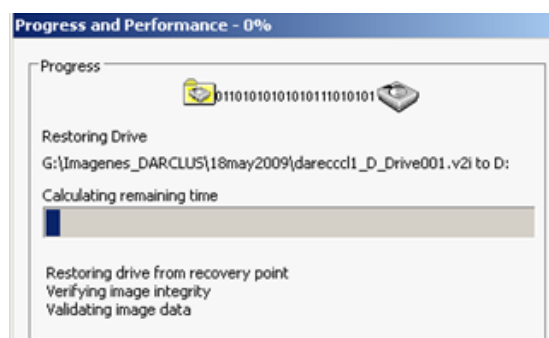 Progress and Performance - 0%
Progress
01101010101010111010101
Restoring Drive
G:\Imagenes_DARCLUS\18may2009\darecccl1_D_Drive001.v2i to D:
Calculating remaining time
Restoring drive from recovery point
Verifying image integrity
Validating image data